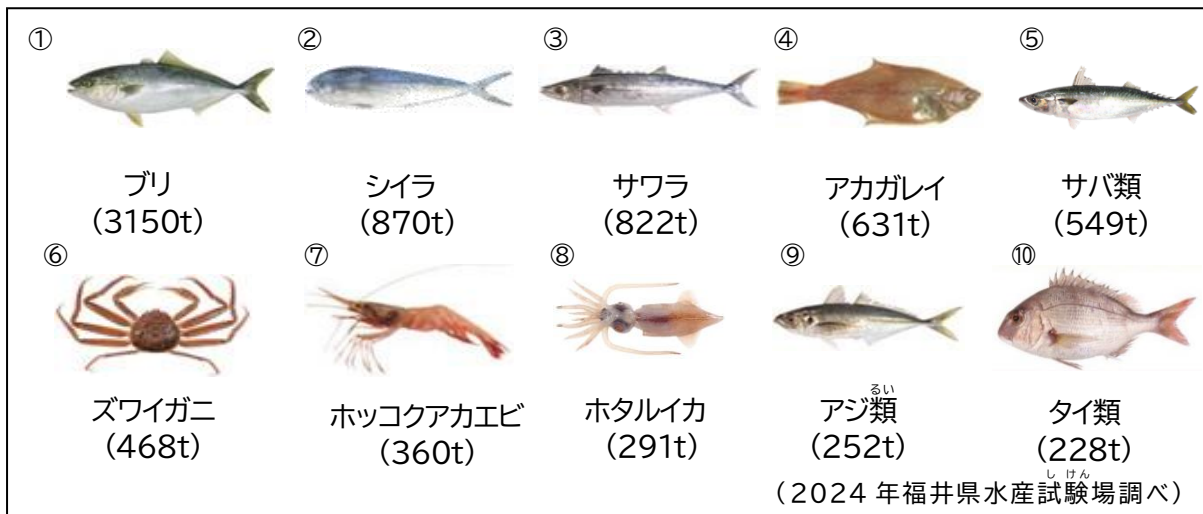 ① ② ③ ④ ⑤
ブリ シイラ サワラ アカガレイ サバ類
(3150t) (870t) (822t) (631t) (549t)
⑥ ⑦ ⑧ ⑨ ⑩
るい
ズワイガニ ホッコクアカエビ ホタルイカ アジ類 タイ類
(468t) (360t) (291t) (252t) (228t)
し けん
(2024年福井県水産試験場調べ)